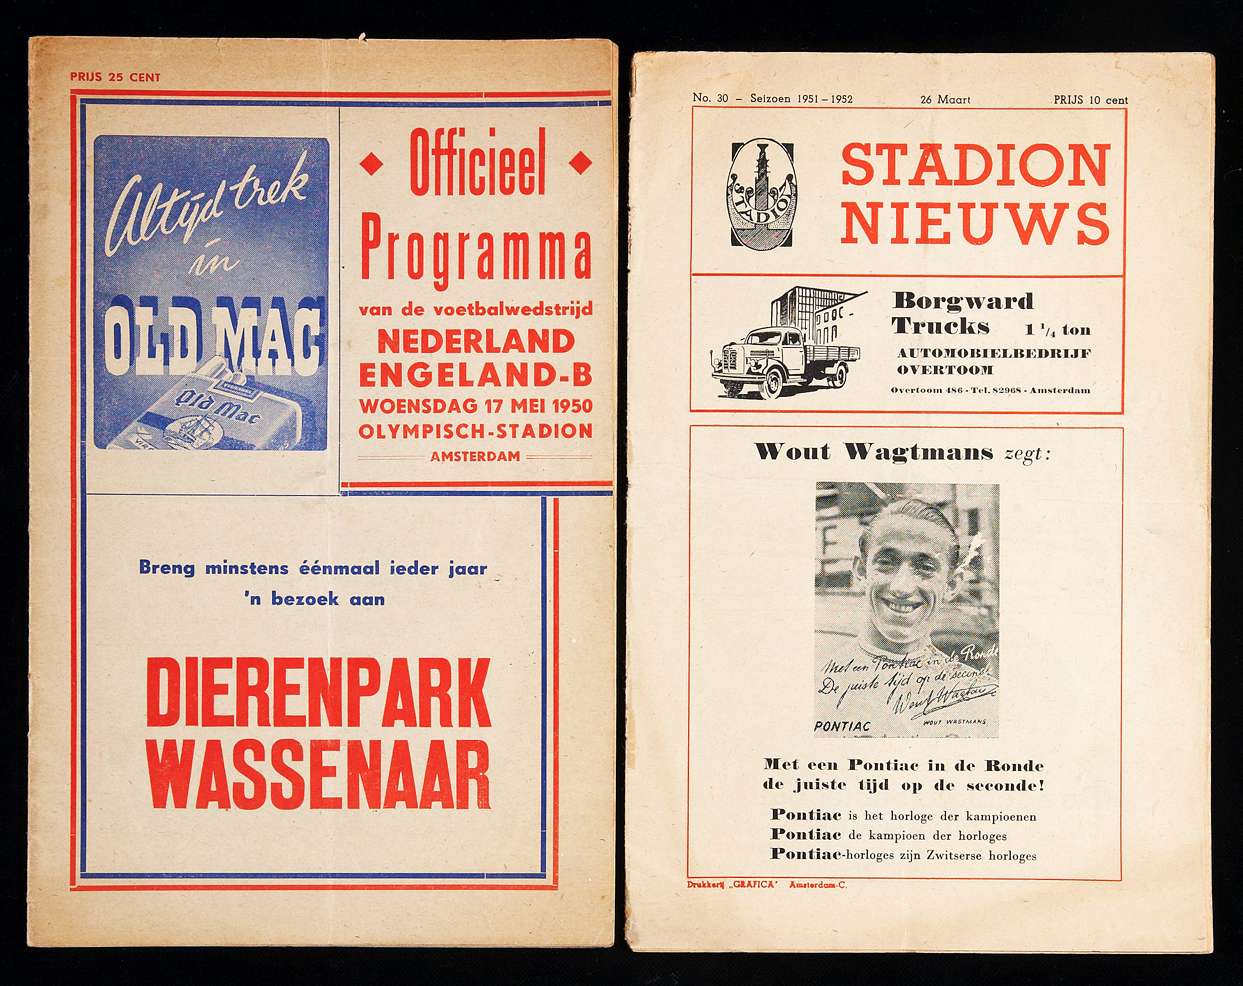 PRIJS 25 CENT
Altijd trek
in
OLD MAC
Old Mac
Officieel
Programma
van de voetbalwedstrijd
NEDERLAND
ENGELAND-B
WOENSDAG 17 MEI 1950
OLYMPISCH-STADION
AMSTERDAM
Breng minstens éénmaal ieder jaar
'n bezoek aan
DIERENPARK
WASSENAAR
No. 30 – Seizoen 1951–1952 26 Maart PRIJS 10 cent
STADION
STADION
NIEUWS
Borgward
Trucks 1 1/4 ton
AUTOMOBIELBEDRIJF
OVERTOOM
Overtoom 486 - Tel. 82968 - Amsterdam
Wout Wagtmans zegt:
Met een Pontiac in de Ronde
De juiste tijd op de seconde!
Wout Wagtmans
PONTIAC
WOUT WAGTMANS
Met een Pontiac in de Ronde
de juiste tijd op de seconde!
Pontiac is het horloge der kampioenen
Pontiac de kampioen der horloges
Pontiac-horloges zijn Zwitserse horloges
Drukkerij „GRAFICA" Amsterdam-C.